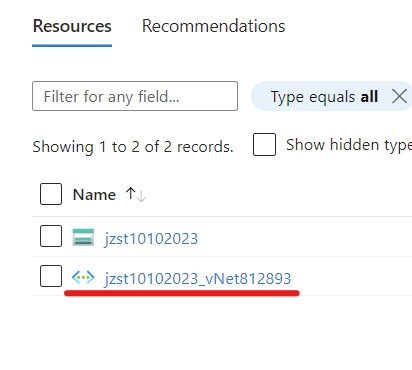 Resources Recommendations
Filter for any field...
Type equals all
Showing 1 to 2 of 2 records.
Show hidden type
Name
jzst10102023
jzst10102023_vNet812893